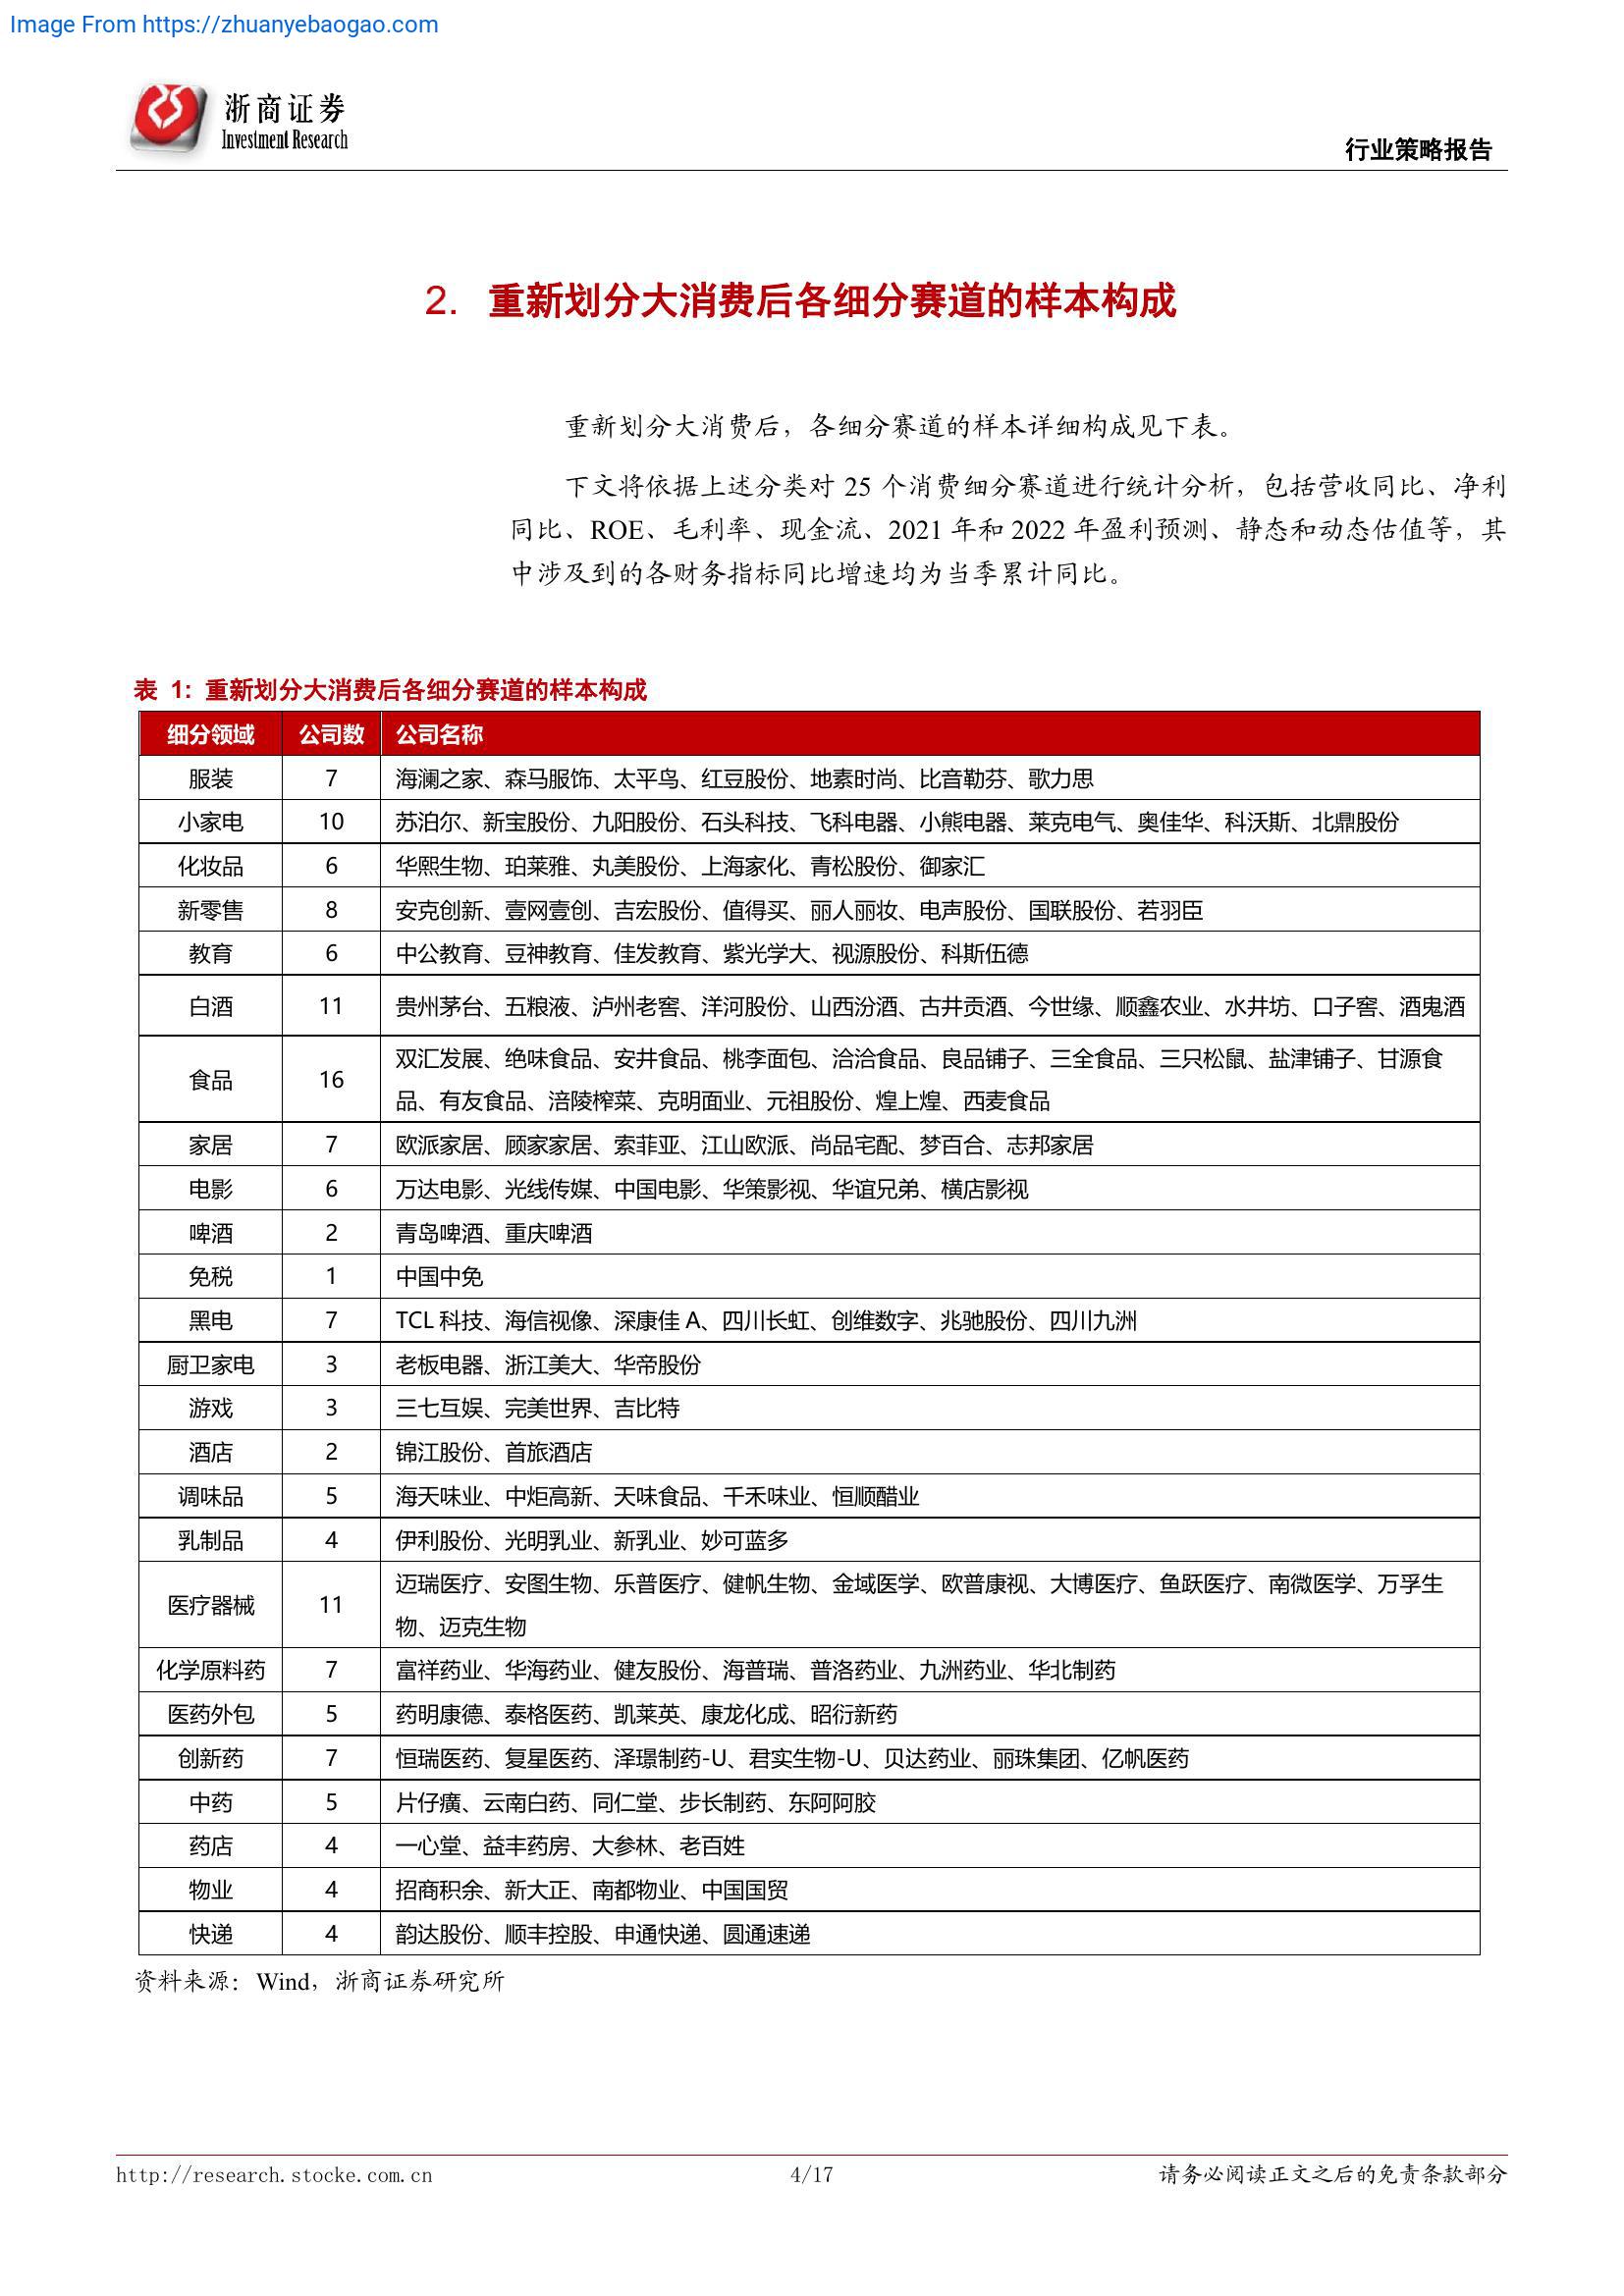 Image From https://zhuanyebaogao.com
浙商证券
Investment Research
行业策略报告
2. 重新划分大消费后各细分赛道的样本构成
重新划分大消费后，各细分赛道的样本详细构成见下表。
下文将依据上述分类对 25 个消费细分赛道进行统计分析，包括营收同比、净利
同比、ROE、毛利率、现金流、2021 年和 2022 年盈利预测、静态和动态估值等，其
中涉及到的各财务指标同比增速均为当季累计同比。
表 1: 重新划分大消费后各细分赛道的样本构成
细分领域 公司数 公司名称
服装 7 海澜之家、森马服饰、太平鸟、红豆股份、地素时尚、比音勒芬、歌力思
小家电 10 苏泊尔、新宝股份、九阳股份、石头科技、飞科电器、小熊电器、莱克电气、奥佳华、科沃斯、北鼎股份
化妆品 6 华熙生物、珀莱雅、丸美股份、上海家化、青松股份、御家汇
新零售 8 安克创新、壹网壹创、吉宏股份、值得买、丽人丽妆、电声股份、国联股份、若羽臣
教育 6 中公教育、豆神教育、佳发教育、紫光学大、视源股份、科斯伍德
白酒 11 贵州茅台、五粮液、泸州老窖、洋河股份、山西汾酒、古井贡酒、今世缘、顺鑫农业、水井坊、口子窖、酒鬼酒
食品 16 双汇发展、绝味食品、安井食品、桃李面包、洽洽食品、良品铺子、三全食品、三只松鼠、盐津铺子、甘源食
品、有友食品、涪陵榨菜、克明面业、元祖股份、煌上煌、西麦食品
家居 7 欧派家居、顾家家居、索菲亚、江山欧派、尚品宅配、梦百合、志邦家居
电影 6 万达电影、光线传媒、中国电影、华策影视、华谊兄弟、横店影视
啤酒 2 青岛啤酒、重庆啤酒
免税 1 中国中免
黑电 7 TCL 科技、海信视像、深康佳 A、四川长虹、创维数字、兆驰股份、四川九洲
厨卫家电 3 老板电器、浙江美大、华帝股份
游戏 3 三七互娱、完美世界、吉比特
酒店 2 锦江股份、首旅酒店
调味品 5 海天味业、中炬高新、天味食品、千禾味业、恒顺醋业
乳制品 4 伊利股份、光明乳业、新乳业、妙可蓝多
医疗器械 11 迈瑞医疗、安图生物、乐普医疗、健帆生物、金域医学、欧普康视、大博医疗、鱼跃医疗、南微医学、万孚生
物、迈克生物
化学原料药 7 富祥药业、华海药业、健友股份、海普瑞、普洛药业、九洲药业、华北制药
医药外包 5 药明康德、泰格医药、凯莱英、康龙化成、昭衍新药
创新药 7 恒瑞医药、复星医药、泽璟制药-U、君实生物-U、贝达药业、丽珠集团、亿帆医药
中药 5 片仔癀、云南白药、同仁堂、步长制药、东阿阿胶
药店 4 一心堂、益丰药房、大参林、老百姓
物业 4 招商积余、新大正、南都物业、中国国贸
快递 4 韵达股份、顺丰控股、申通快递、圆通速递
资料来源：Wind，浙商证券研究所
http://research.stocke.com.cn 4/17 请务必阅读正文之后的免责条款部分